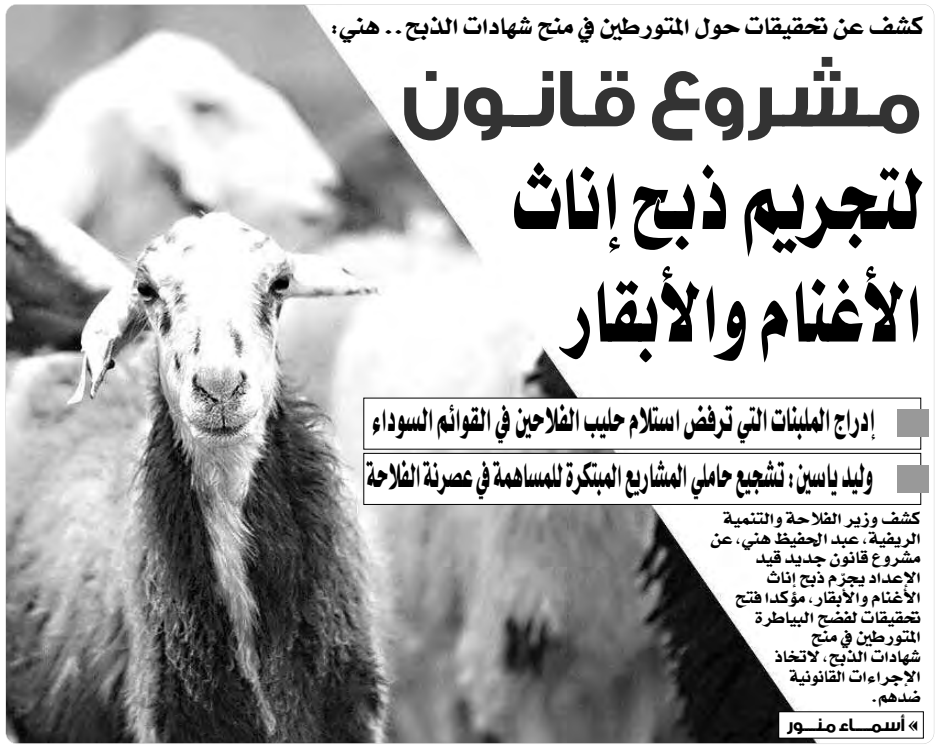 كشف عن تحقيقات حول المتورطين في منح شهادات الذبح.. هني:
مشروع قانون
لتجريم ذبح إناث
الأغنام والأبقار
إدراج الملبنات التي ترفض استلام حليب الفلاحين في القوائم السوداء
وليد ياسين : تشجيع حاملي المشاريع المبتكرة للمساهمة في عصرنة الفلاحة
كشف وزير الفلاحة والتنمية
الريفية، عبد الحفيظ هني، عن
مشروع قانون جديد قيد
الإعداد يجرّم ذبح إناث
الأغنام والأبقار، مؤكدا فتح
تحقيقات لفضح البياطرة
المتورطين في منح
شهادات الذبح، لاتخاذ
الإجراءات القانونية
ضدهم.
» أسمـــاء منـــور